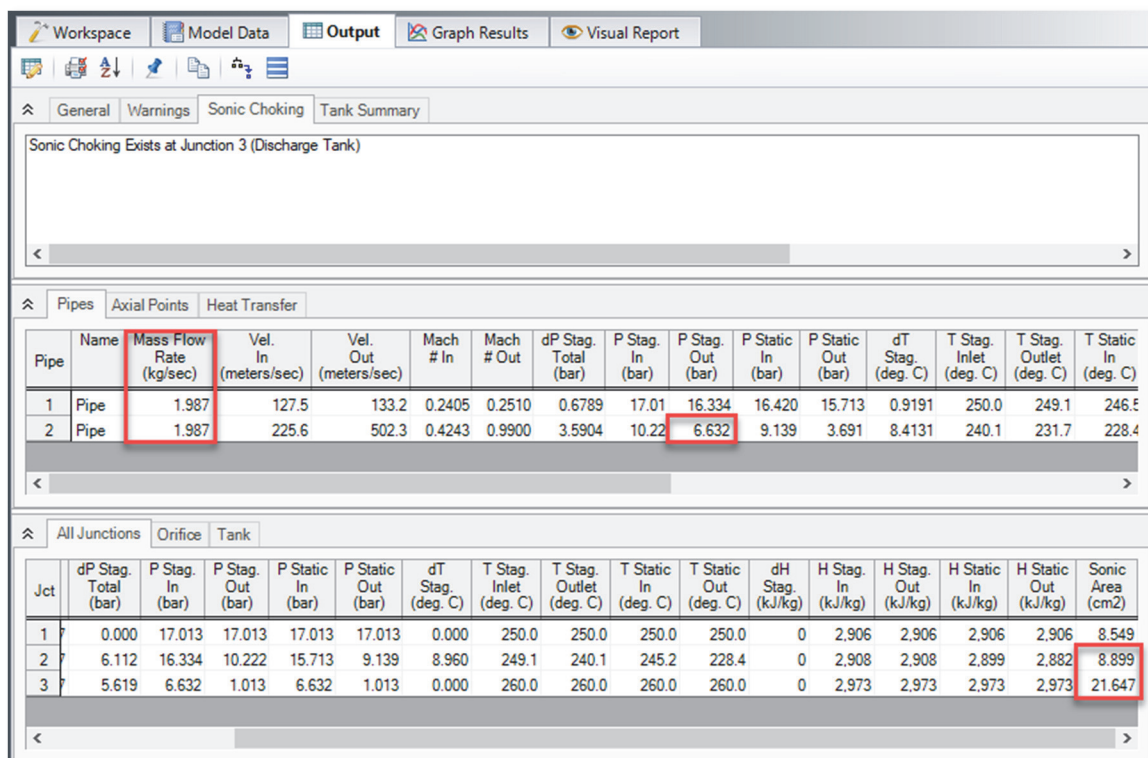 Workspace Model Data Output Graph Results Visual Report
General Warnings Sonic Choking Tank Summary
Sonic Choking Exists at Junction 3 (Discharge Tank)
Pipes Axial Points Heat Transfer
Name Mass Flow Vel. Vel. Mach Mach dP Stag. P Stag. P Stag. P Static P Static dT T Stag. T Stag. T Static
Pipe Rate In Out # In # Out Total In Out In Out Stag. Inlet Outlet In
(kg/sec) (meters/sec) (meters/sec) (bar) (bar) (bar) (bar) (bar) (deg. C) (deg. C) (deg. C) (deg. C)
1 Pipe 1.987 127.5 133.2 0.2405 0.2510 0.6789 17.01 16.334 16.420 15.713 0.9191 250.0 249.1 246.5
2 Pipe 1.987 225.6 502.3 0.4243 0.9900 3.5904 10.22 6.632 9.139 3.691 8.4131 240.1 231.7 228.4
All Junctions Orifice Tank
dP Stag. P Stag. P Stag. P Static P Static dT T Stag. T Stag. T Static T Static dH H Stag. H Stag. H Static H Static Sonic
Jct Total In Out In Out Stag. Inlet Outlet In Out Stag. In Out In Out Area
(bar) (bar) (bar) (bar) (bar) (deg. C) (deg. C) (deg. C) (deg. C) (deg. C) (kJ/kg) (kJ/kg) (kJ/kg) (kJ/kg) (kJ/kg) (cm2)
1 0.000 17.013 17.013 17.013 17.013 0.000 250.0 250.0 250.0 250.0 0 2,906 2,906 2,906 2,906 8.549
2 6.112 16.334 10.222 15.713 9.139 8.960 249.1 240.1 245.2 228.4 0 2,908 2,908 2,899 2,882 8.899
3 5.619 6.632 1.013 6.632 1.013 0.000 260.0 260.0 260.0 260.0 0 2,973 2,973 2,973 2,973 21.647